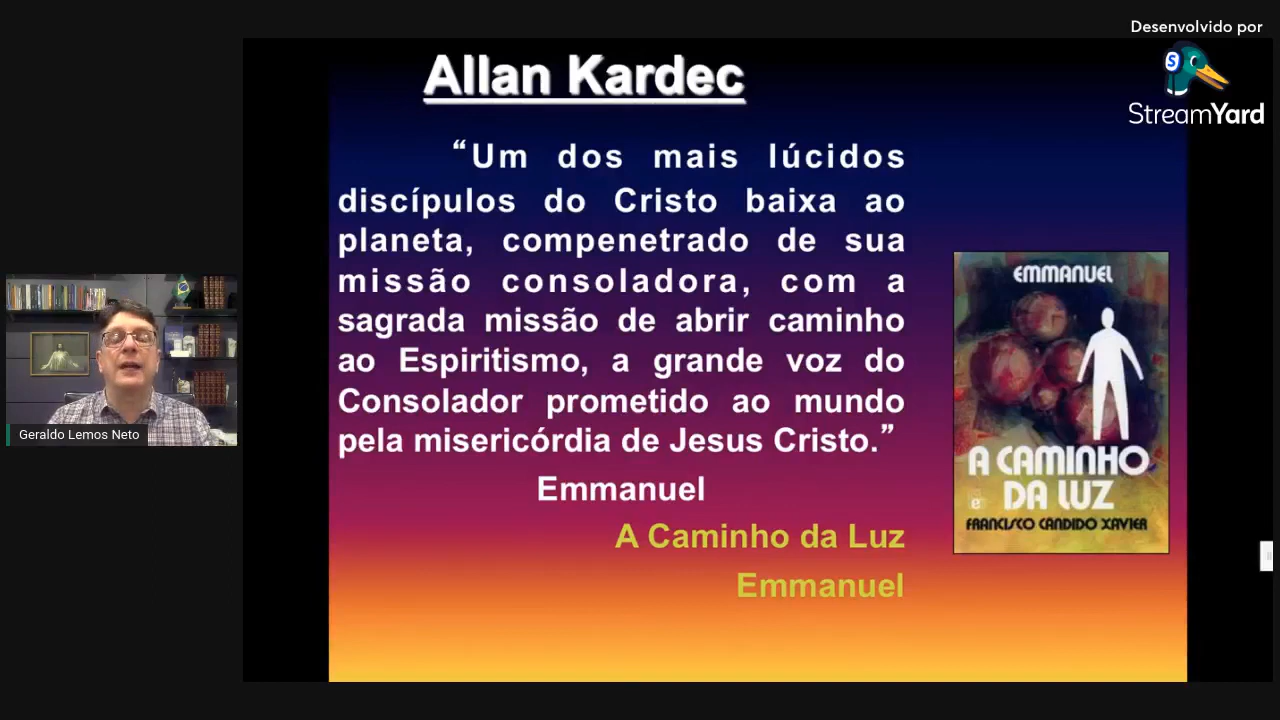 Desenvolvido por
StreamYard
Allan Kardec
“Um dos mais lúcidos
discípulos do Cristo baixa ao
planeta, compenetrado de sua
missão consoladora, com a
sagrada missão de abrir caminho
ao Espiritismo, a grande voz do
Consolador prometido ao mundo
pela misericórdia de Jesus Cristo.”
Emmanuel
A Caminho da Luz
Emmanuel
EMMANUEL
A CAMINHO
DA LUZ
FRANCISCO CANDIDO XAVIER
Geraldo Lemos Neto